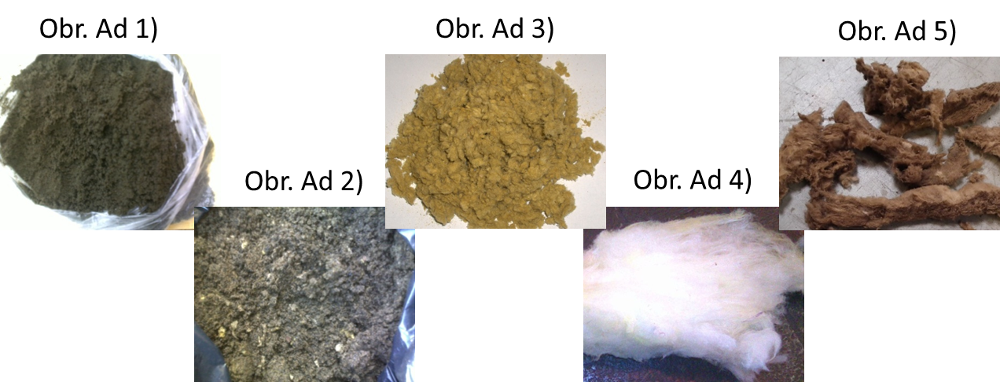 Obr. Ad 1)
Obr. Ad 2)
Obr. Ad 3)
Obr. Ad 4)
Obr. Ad 5)